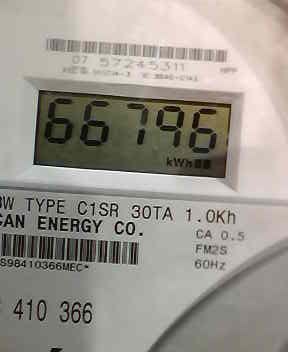 07 57245311
66796
kWh
W TYPE C1SR 30TA 1.0Kh
CAN ENERGY CO.
CA 0.5
FM2S
S98410366MEC*
60Hz
410 366